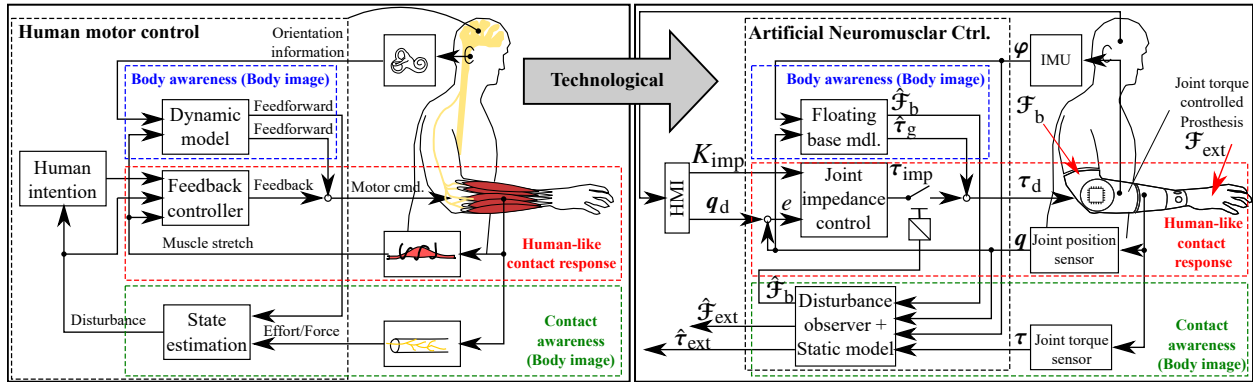 Human motor control
Orientation
information
Body awareness (Body image)
Dynamic
model
Feedforward
Feedforward
Human
intention
Feedback
controller
Feedback
Motor cmd.
Muscle stretch
Human-like
contact response
Disturbance
State
estimation
Effort/Force
Contact
awareness
(Body image)
Technological
Artificial Neuromusclar Ctrl.
φ
IMU
Body awareness (Body image)
Floating
base mdl.
𝓕̂b
τ̂g
Joint torque
controlled
Prosthesis
𝓕b
𝓕ext
HMI
Kimp
qd
e
Joint
impedance
control
τimp
τd
q
Joint position
sensor
Human-like
contact
response
𝓕̂b
Disturbance
observer +
Static model
𝓕̂ext
τ̂ext
τ
Joint torque
sensor
Contact
awareness
(Body image)